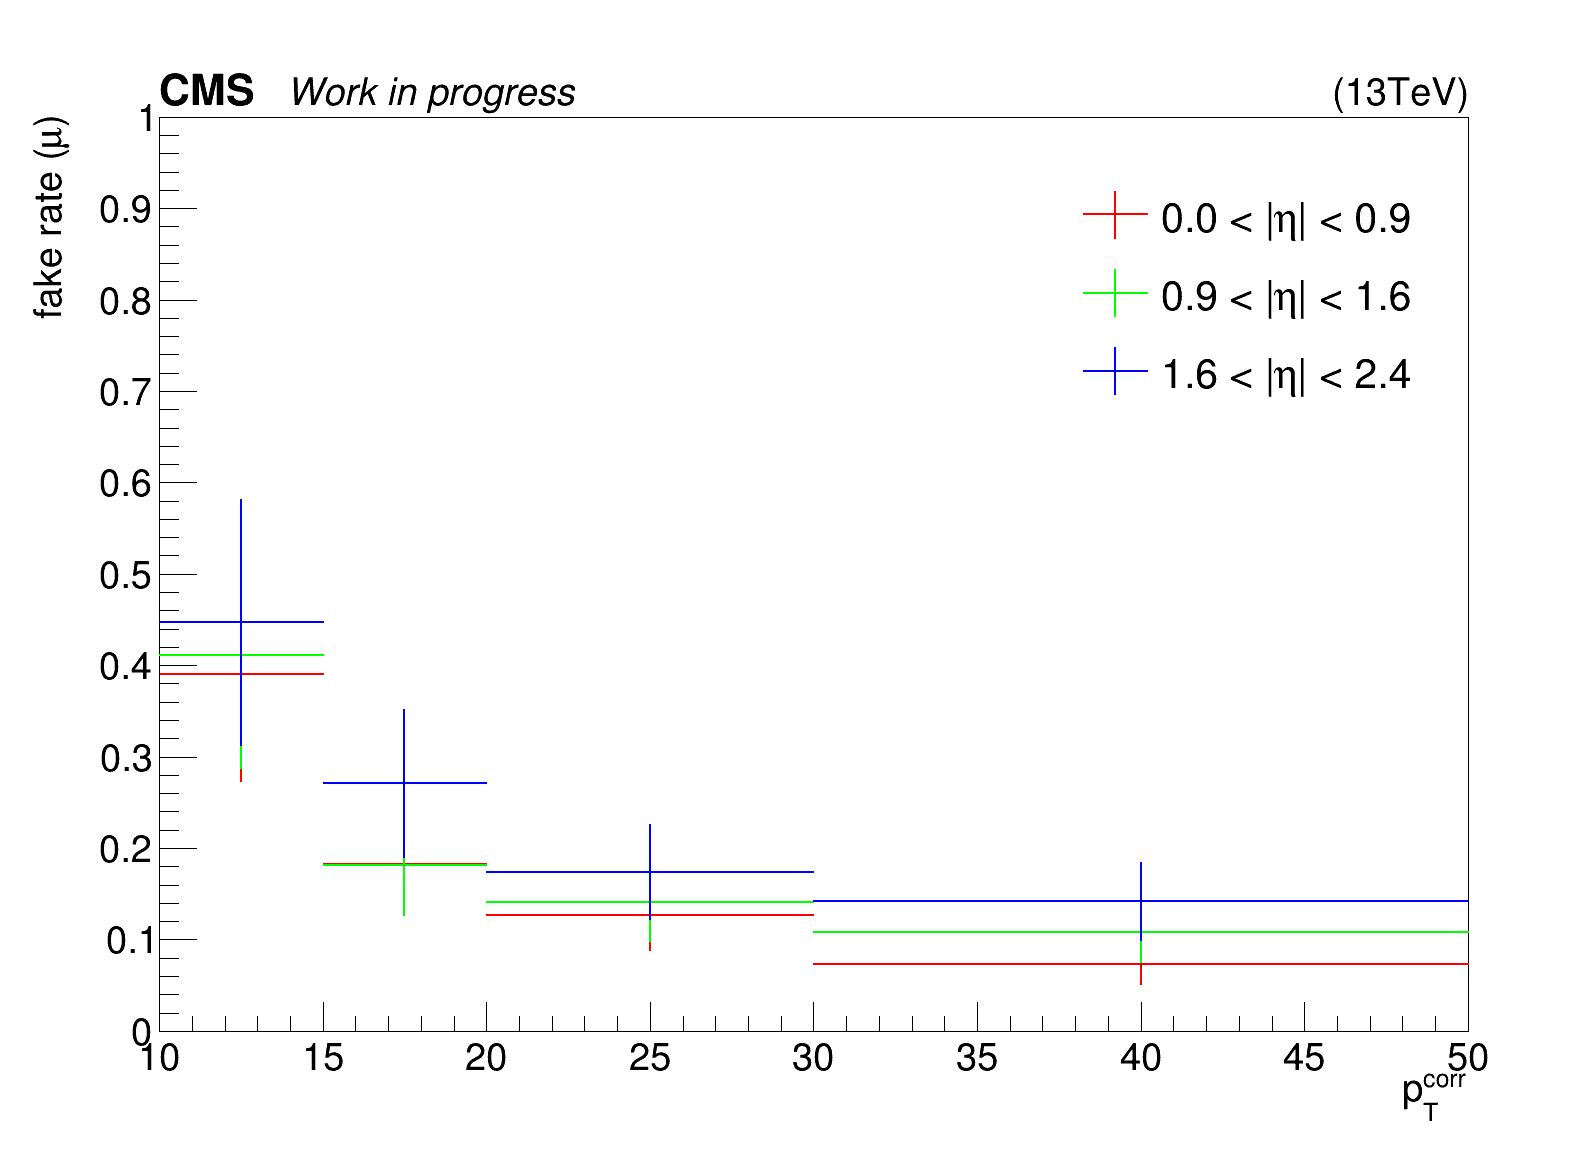 CMS Work in progress (13TeV)
fake rate (μ)
1
0.9
0.8
0.7
0.6
0.5
0.4
0.3
0.2
0.1
0
0.0 < |η| < 0.9
0.9 < |η| < 1.6
1.6 < |η| < 2.4
10 15 20 25 30 35 40 45 50
p_T^corr